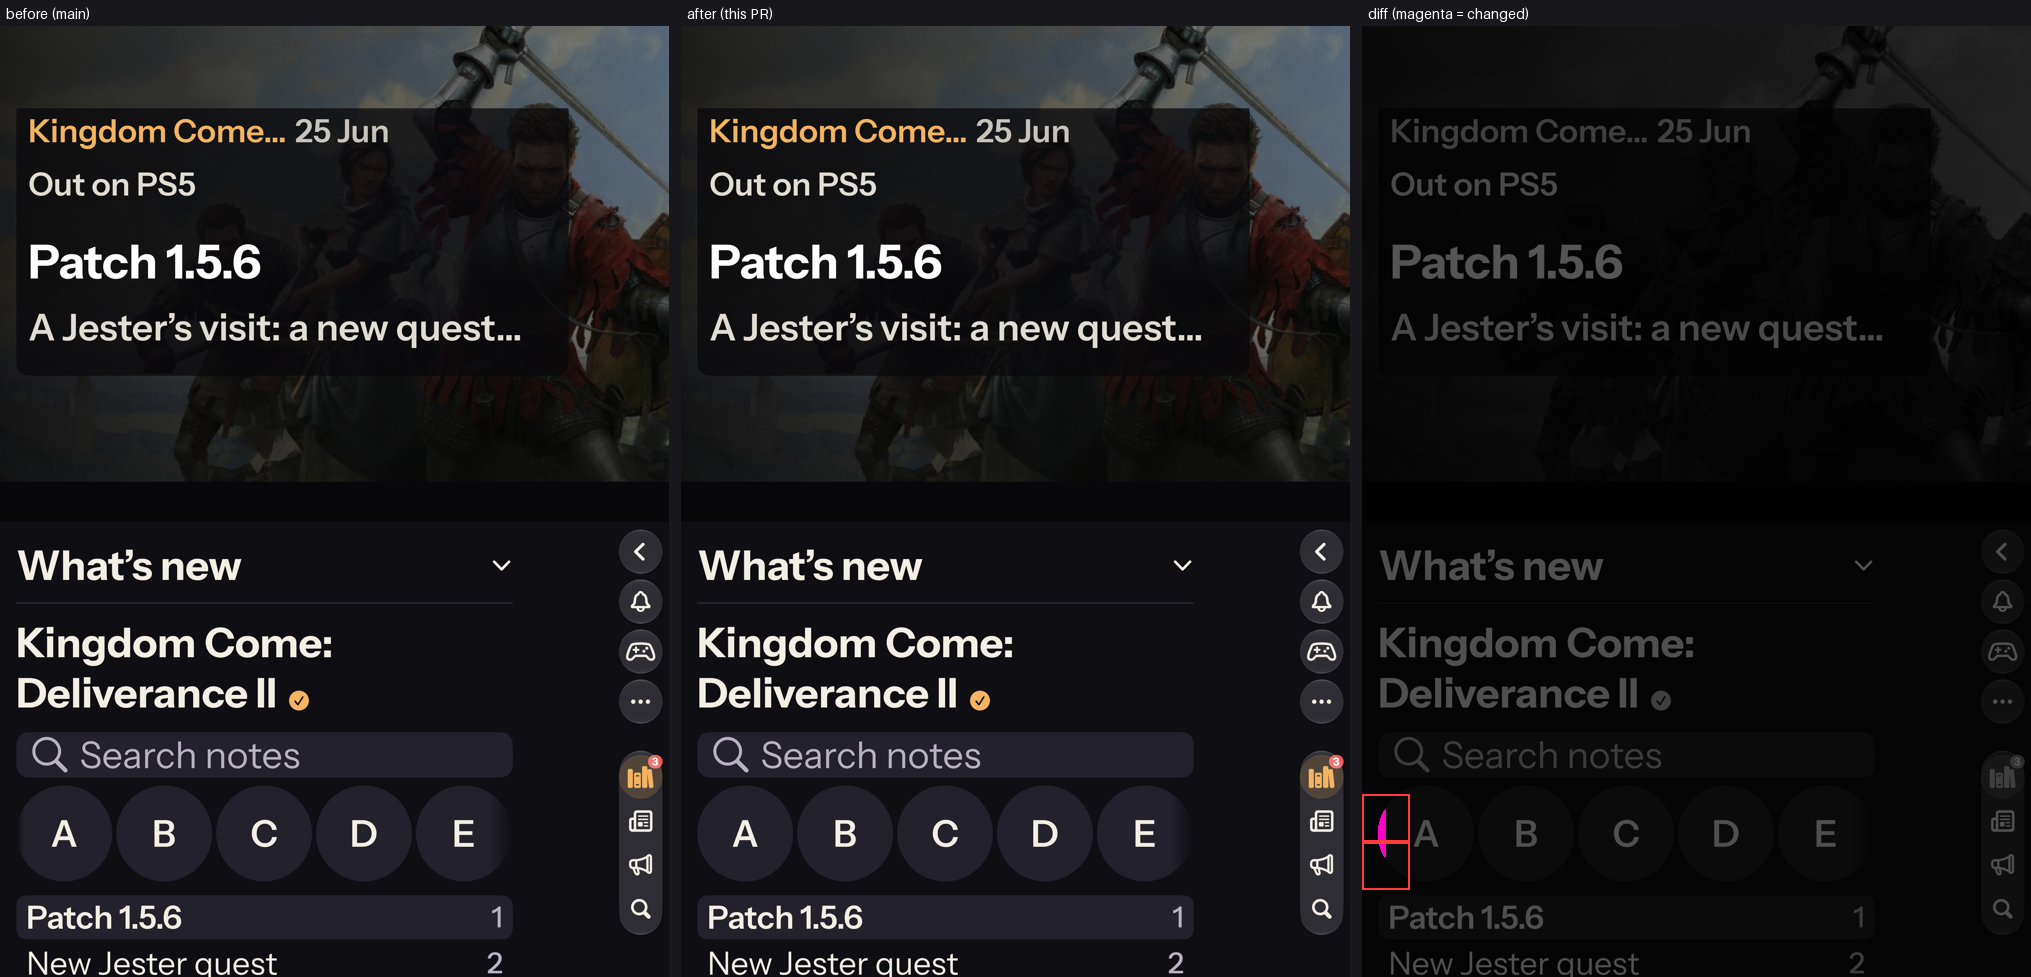 before (main)
Kingdom Come... 25 Jun
Out on PS5
Patch 1.5.6
A Jester’s visit: a new quest...
What’s new
Kingdom Come:
Deliverance II
3
Search notes
A B C D E
Patch 1.5.6 1
New Jester quest 2
after (this PR)
Kingdom Come... 25 Jun
Out on PS5
Patch 1.5.6
A Jester’s visit: a new quest...
What’s new
Kingdom Come:
Deliverance II
3
Search notes
A B C D E
Patch 1.5.6 1
New Jester quest 2
diff (magenta = changed)
Kingdom Come... 25 Jun
Out on PS5
Patch 1.5.6
A Jester’s visit: a new quest...
What’s new
Kingdom Come:
Deliverance II
3
Search notes
A B C D E
Patch 1.5.6 1
New Jester quest 2